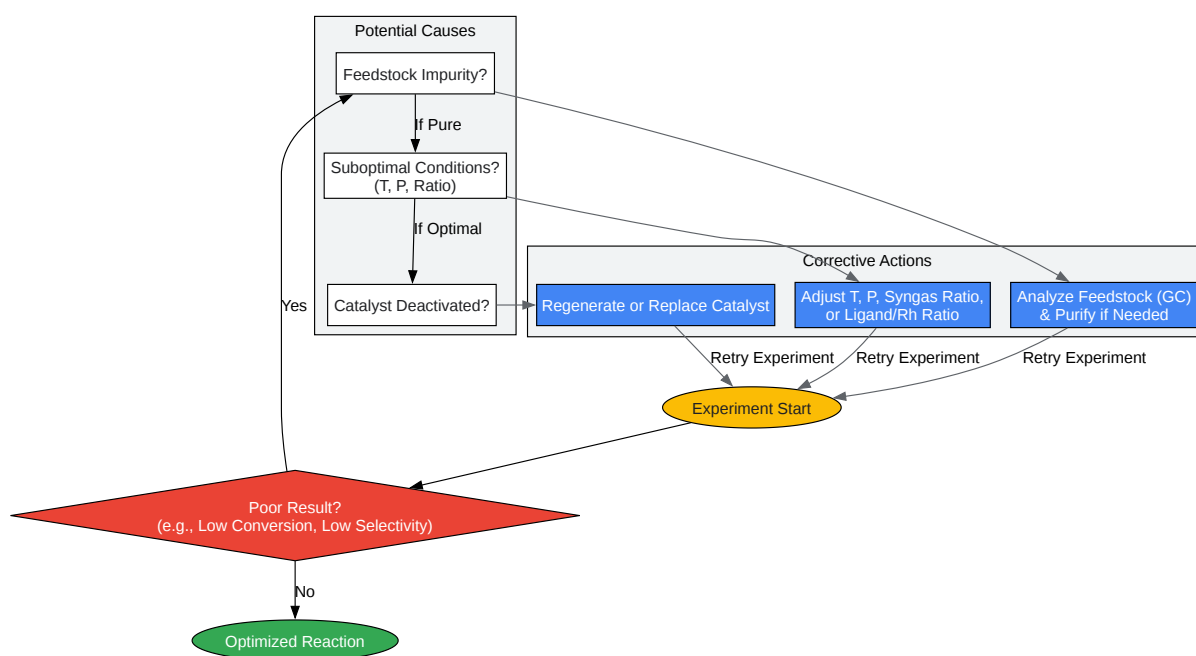 Potential Causes
Feedstock Impurity?
If Pure
Suboptimal Conditions?
(T, P, Ratio)
If Optimal
Catalyst Deactivated?
Corrective Actions
Regenerate or Replace Catalyst
Adjust T, P, Syngas Ratio,
or Ligand/Rh Ratio
Analyze Feedstock (GC)
& Purify if Needed
Yes
Retry Experiment
Retry Experiment
Retry Experiment
Experiment Start
Poor Result?
(e.g., Low Conversion, Low Selectivity)
No
Optimized Reaction